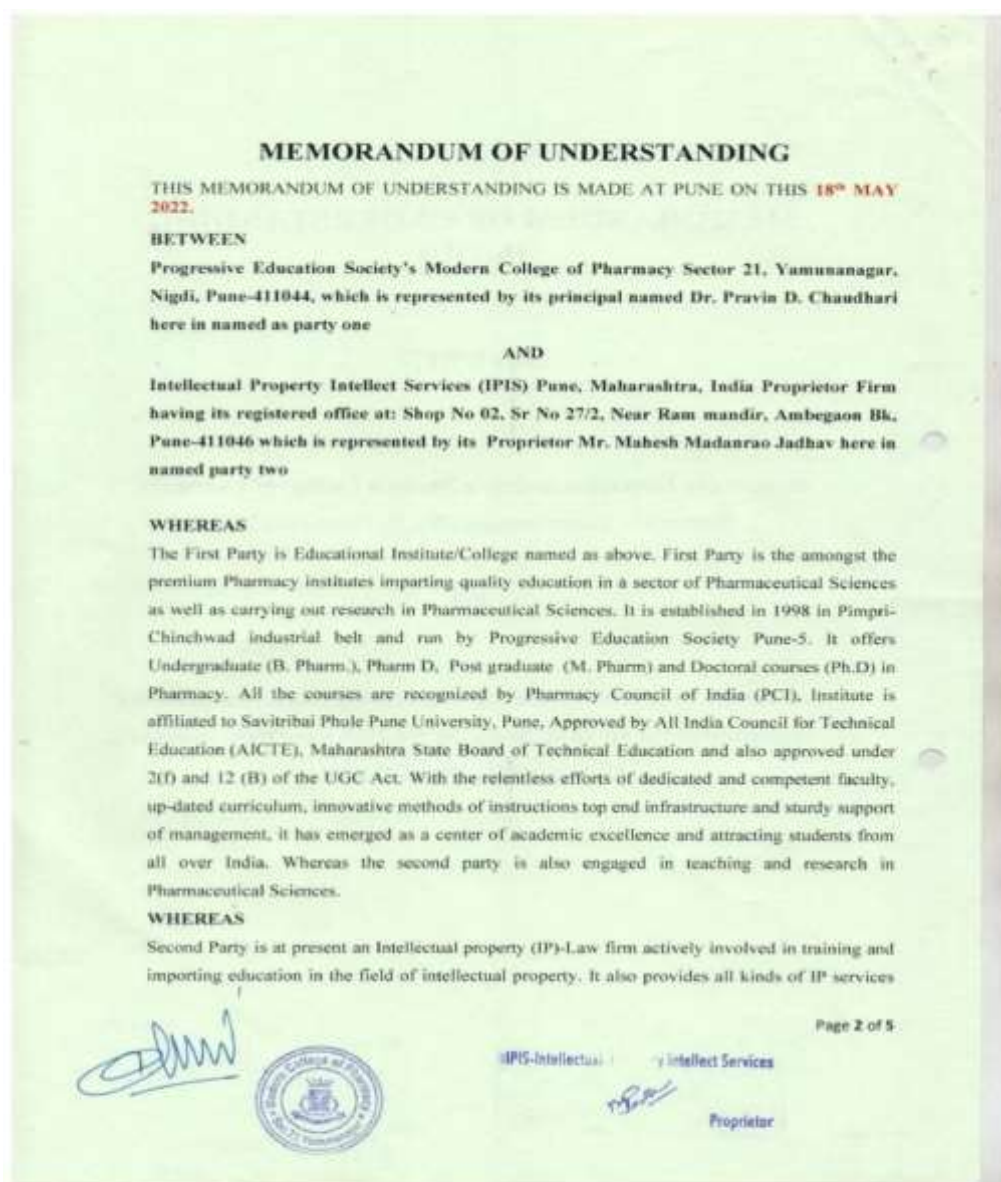 MEMORANDUM OF UNDERSTANDING
THIS MEMORANDUM OF UNDERSTANDING IS MADE AT PUNE ON THIS 18th MAY
2022.
BETWEEN
Progressive Education Society's Modern College of Pharmacy Sector 21, Yamunanagar,
Nigdi, Pune-411044, which is represented by its principal named Dr. Pravin D. Chaudhari
here in named as party one
AND
Intellectual Property Intellect Services (IPIS) Pune, Maharashtra, India Proprietor Firm
having its registered office at: Shop No 02, Sr No 27/2, Near Ram mandir, Ambegaon Bk,
Pune-411046 which is represented by its Proprietor Mr. Mahesh Madanrao Jadhav here in
named party two
WHEREAS
The First Party is Educational Institute/College named as above. First Party is the amongst the
premium Pharmacy institutes imparting quality education in a sector of Pharmaceutical Sciences
as well as carrying out research in Pharmaceutical Sciences. It is established in 1998 in Pimpri-
Chinchwad industrial belt and run by Progressive Education Society Pune-5. It offers
Undergraduate (B. Pharm.), Pharm D, Post graduate (M. Pharm) and Doctoral courses (Ph.D) in
Pharmacy. All the courses are recognized by Pharmacy Council of India (PCI), Institute is
affiliated to Savitribai Phule Pune University, Pune, Approved by All India Council for Technical
Education (AICTE), Maharashtra State Board of Technical Education and also approved under
2(f) and 12 (B) of the UGC Act. With the relentless efforts of dedicated and competent faculty,
up-dated curriculum, innovative methods of instructions top end infrastructure and sturdy support
of management, it has emerged as a center of academic excellence and attracting students from
all over India. Whereas the second party is also engaged in teaching and research in
Pharmaceutical Sciences.
WHEREAS
Second Party is at present an Intellectual property (IP)-Law firm actively involved in training and
importing education in the field of intellectual property. It also provides all kinds of IP services
Page 2 of 5
IPIS-Intellectual Intellect Services
Proprietor
College of Pharmacy